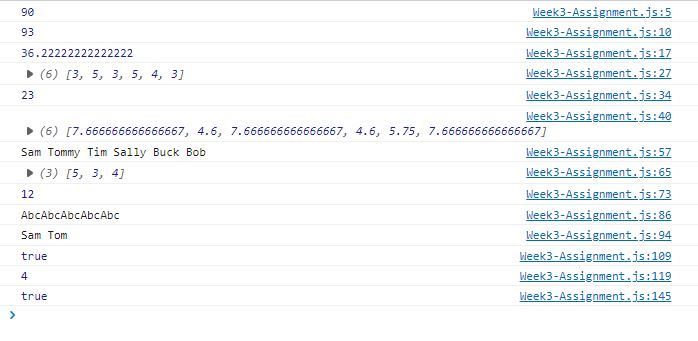 90 Week3-Assignment.js:5
93 Week3-Assignment.js:10
36.22222222222222 Week3-Assignment.js:17
▶ (6) [3, 5, 3, 5, 4, 3] Week3-Assignment.js:27
23 Week3-Assignment.js:34
Week3-Assignment.js:40
▶ (6) [7.666666666666667, 4.6, 7.666666666666667, 4.6, 5.75, 7.666666666666667]
Sam Tommy Tim Sally Buck Bob Week3-Assignment.js:57
▶ (3) [5, 3, 4] Week3-Assignment.js:65
12 Week3-Assignment.js:73
AbcAbcAbcAbcAbc Week3-Assignment.js:86
Sam Tom Week3-Assignment.js:94
true Week3-Assignment.js:109
4 Week3-Assignment.js:119
true Week3-Assignment.js:145
>